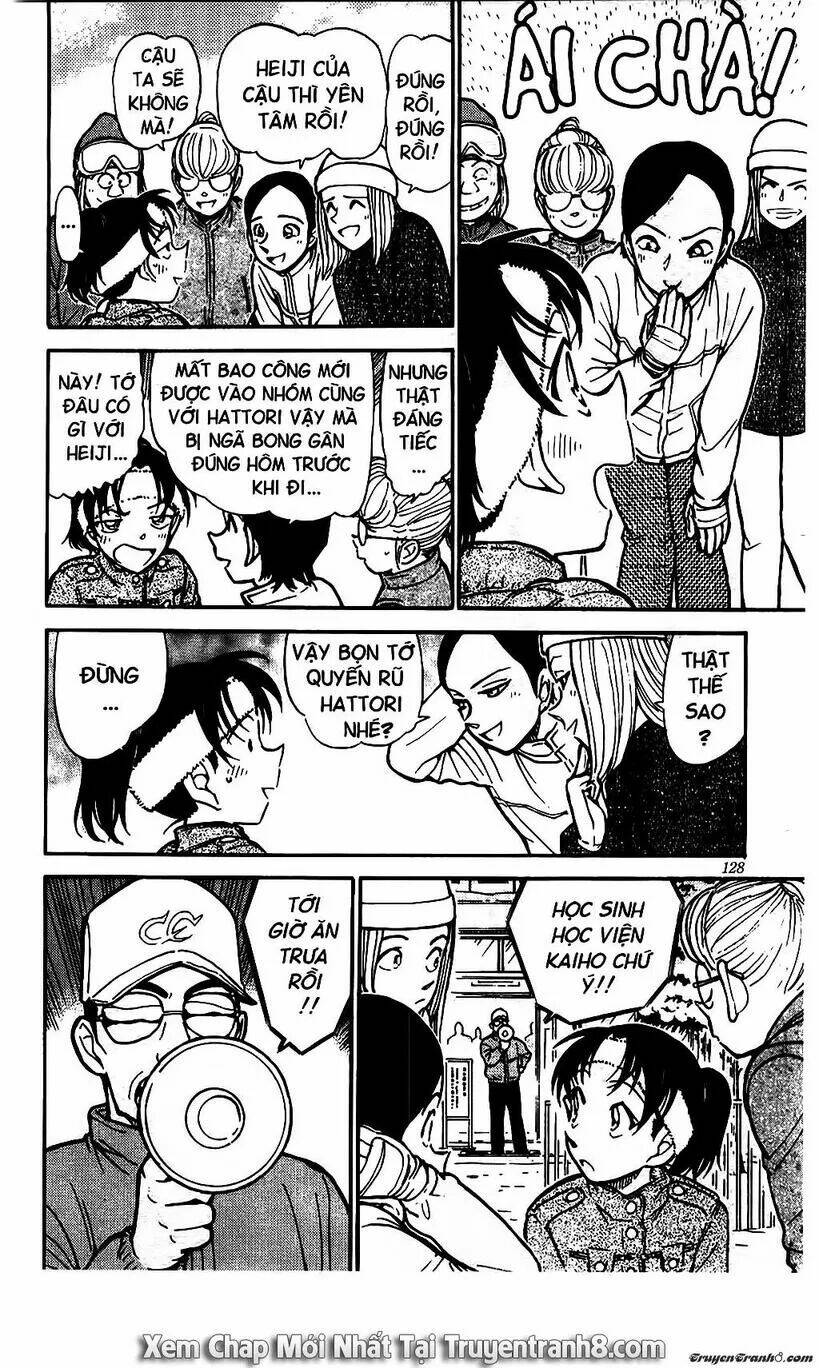 ÁI CHÀ!
ĐÚNG
RỒI,
ĐÚNG
RỒI!
HEIJI CỦA
CẬU THÌ YÊN
TÂM RỒI!
CẬU
TA SẼ
KHÔNG
MÀ!
...
NHƯNG
THẬT
ĐÁNG
TIẾC
...
MẤT BAO CÔNG MỚI
ĐƯỢC VÀO NHÓM CÙNG
VỚI HATTORI VẬY MÀ
BỊ NGÃ BONG GÂN
ĐÚNG HÔM TRƯỚC
KHI ĐI...
NÀY! TỚ
ĐÂU CÓ
GÌ VỚI
HEIJI...
THẬT
THẾ
SAO
?
VẬY BỌN TỚ
QUYẾN RŨ
HATTORI
NHÉ?
ĐỪNG
...
128
HỌC SINH
HỌC VIỆN
KAIHO CHÚ
Ý!!
TỚI
GIỜ ĂN
TRƯA
RỒI
!!
Xem Chap Mới Nhất Tại Truyentranh8.com
TruyenTranh8.com